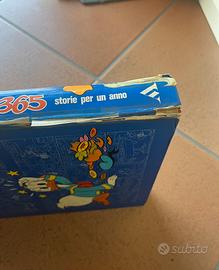 365 storie per un anno
subito